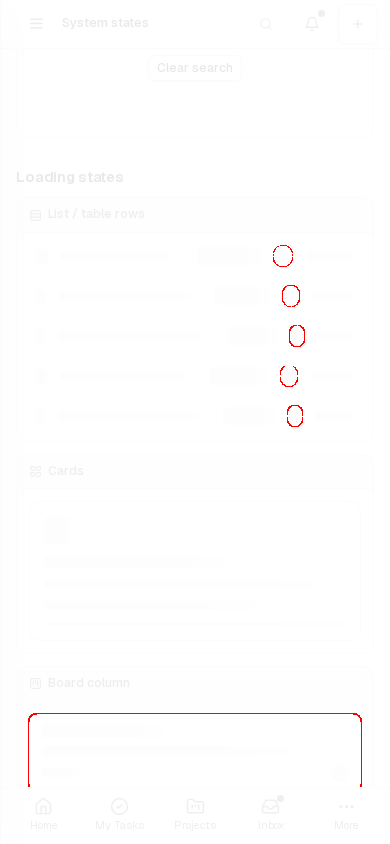 System states
Clear search
Loading states
List / table rows
Cards
Board column
Home
My Tasks
Projects
Inbox
More